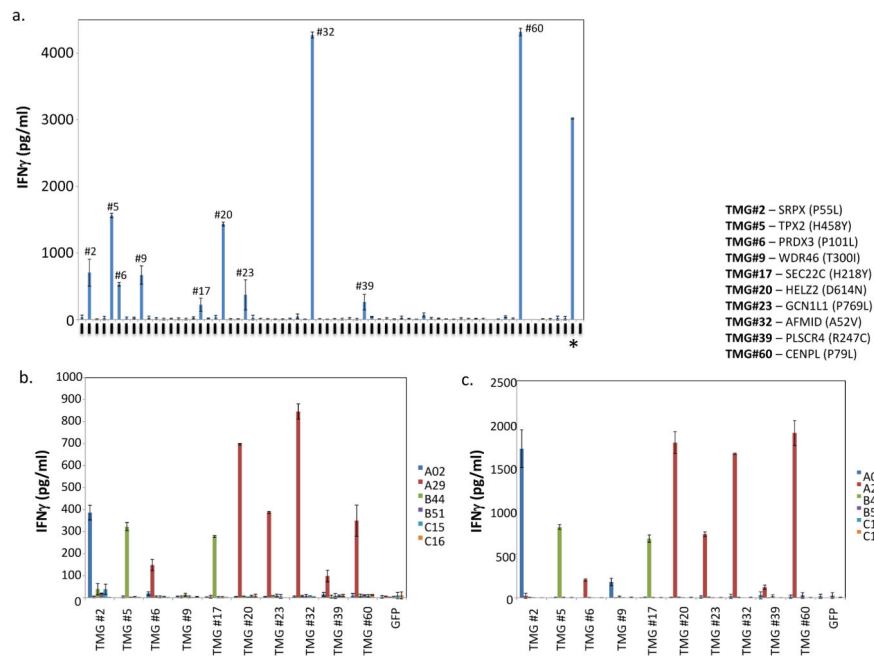 a.
IFNγ (pg/ml)
4000
3000
2000
1000
0
#2
#5
#6
#9
#17
#20
#23
#32
#39
#60
*
TMG#2 – SRPX (P55L)
TMG#5 – TPX2 (H458Y)
TMG#6 – PRDX3 (P101L)
TMG#9 – WDR46 (T300I)
TMG#17 – SEC22C (H218Y)
TMG#20 – HELZ2 (D614N)
TMG#23 – GCN1L1 (P769L)
TMG#32 – AFMID (A52V)
TMG#39 – PLSCR4 (R247C)
TMG#60 – CENPL (P79L)
b.
IFNγ (pg/ml)
1000
900
800
700
600
500
400
300
200
100
0
TMG #2
TMG #5
TMG #6
TMG #9
TMG #17
TMG #20
TMG #23
TMG #32
TMG #39
TMG #60
GFP
A02
A29
B44
B51
C15
C16
c.
IFNγ (pg/ml)
2500
2000
1500
1000
500
0
TMG #2
TMG #5
TMG #6
TMG #9
TMG #17
TMG #20
TMG #23
TMG #32
TMG #39
TMG #60
GFP
A0
A2
B4
B5
C1
C1